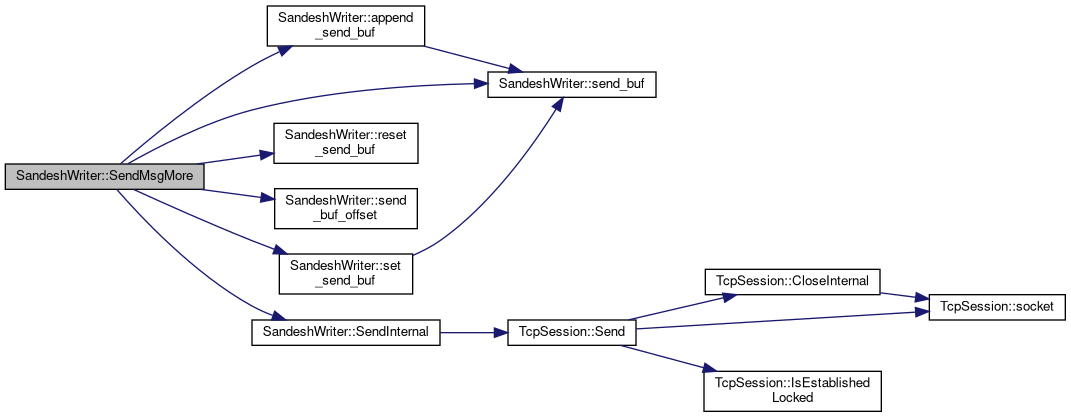 SandeshWriter::append
_send_buf
SandeshWriter::send_buf
SandeshWriter::reset
_send_buf
SandeshWriter::SendMsgMore
SandeshWriter::send
_buf_offset
SandeshWriter::set
_send_buf
TcpSession::CloseInternal
TcpSession::socket
SandeshWriter::SendInternal
TcpSession::Send
TcpSession::IsEstablished
Locked